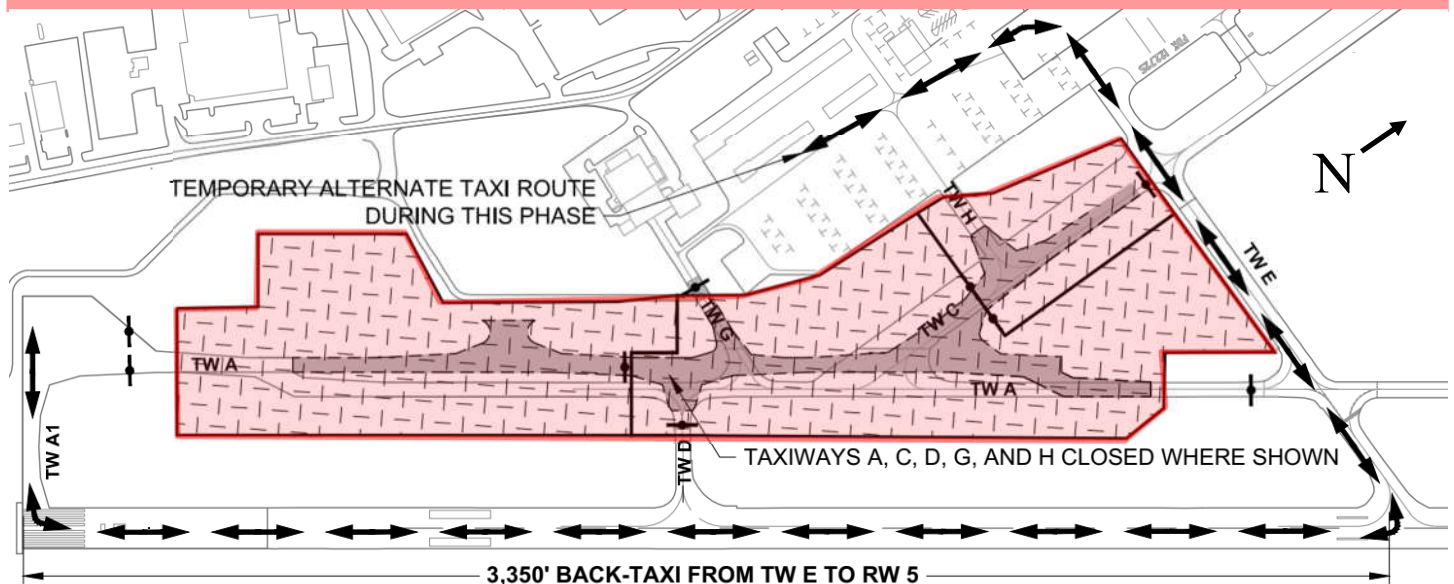 TEMPORARY ALTERNATE TAXI ROUTE
DURING THIS PHASE
N
TW H
TW E
TW G
TW C
TW A
TW A
TW A1
TW D
TAXIWAYS A, C, D, G, AND H CLOSED WHERE SHOWN
3,350' BACK-TAXI FROM TW E TO RW 5